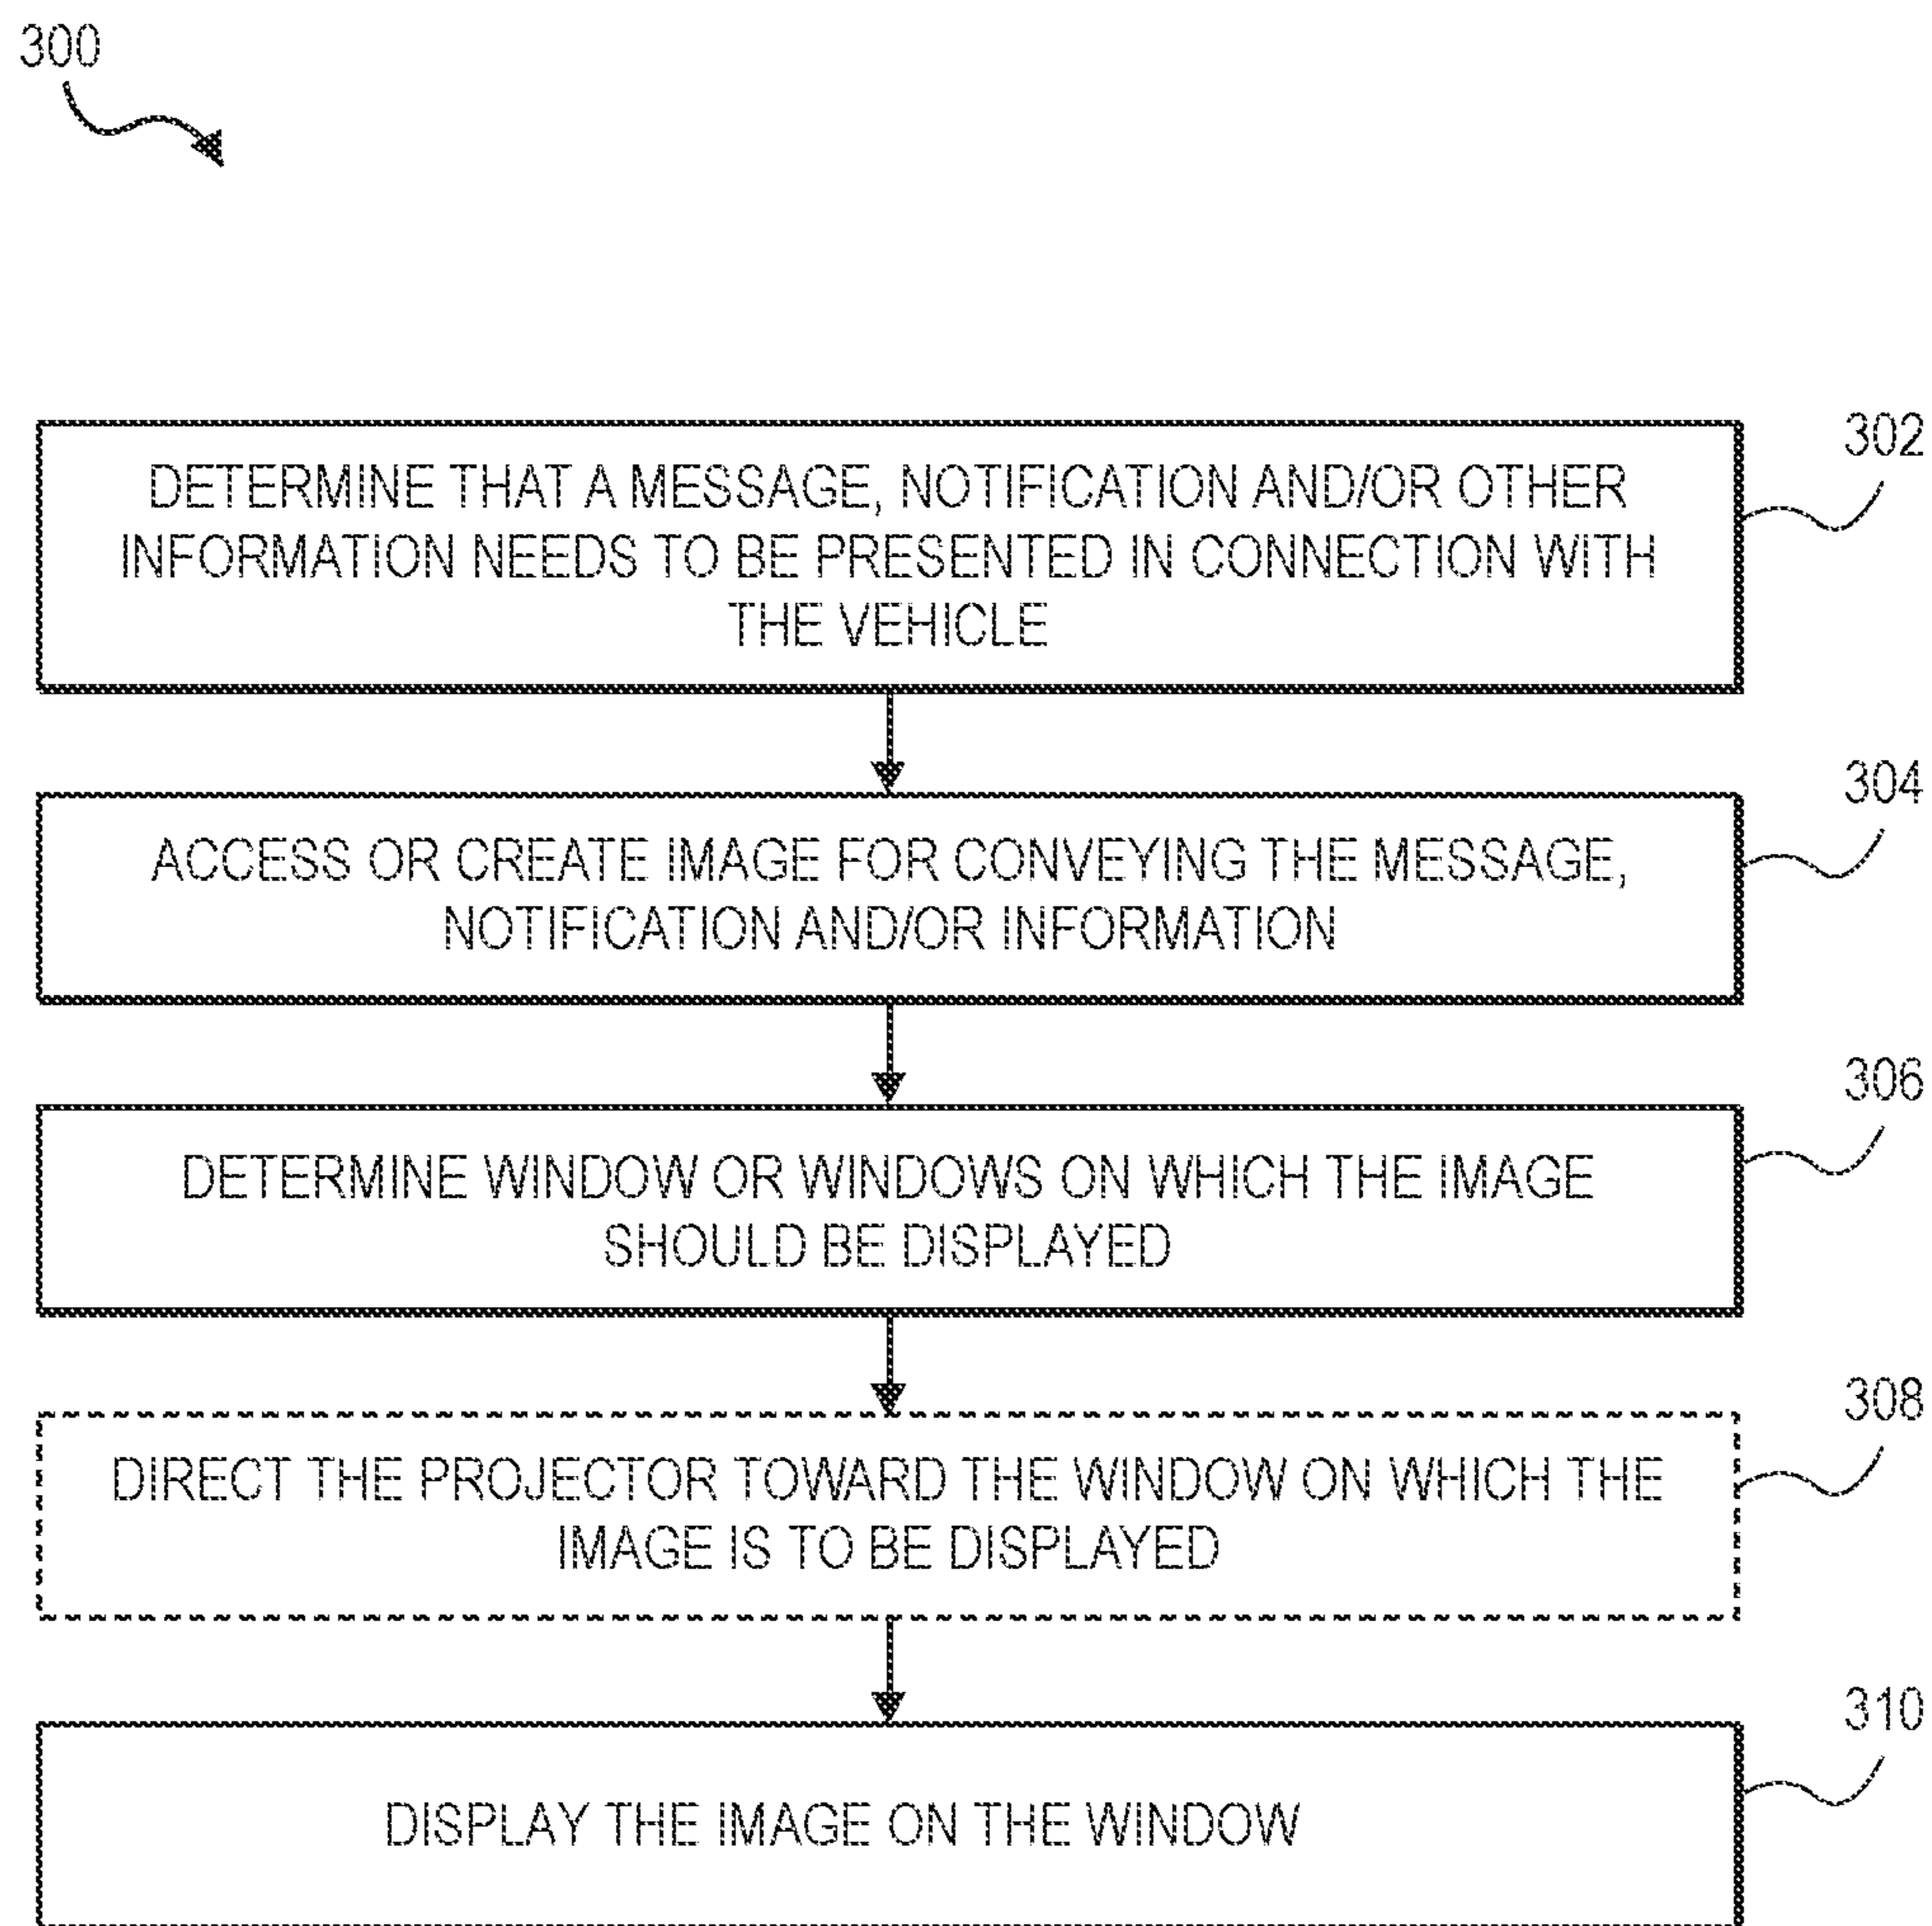 300
302
DETERMINE THAT A MESSAGE, NOTIFICATION AND/OR OTHER
INFORMATION NEEDS TO BE PRESENTED IN CONNECTION WITH
THE VEHICLE
304
ACCESS OR CREATE IMAGE FOR CONVEYING THE MESSAGE,
NOTIFICATION AND/OR INFORMATION
306
DETERMINE WINDOW OR WINDOWS ON WHICH THE IMAGE
SHOULD BE DISPLAYED
308
DIRECT THE PROJECTOR TOWARD THE WINDOW ON WHICH THE
IMAGE IS TO BE DISPLAYED
310
DISPLAY THE IMAGE ON THE WINDOW